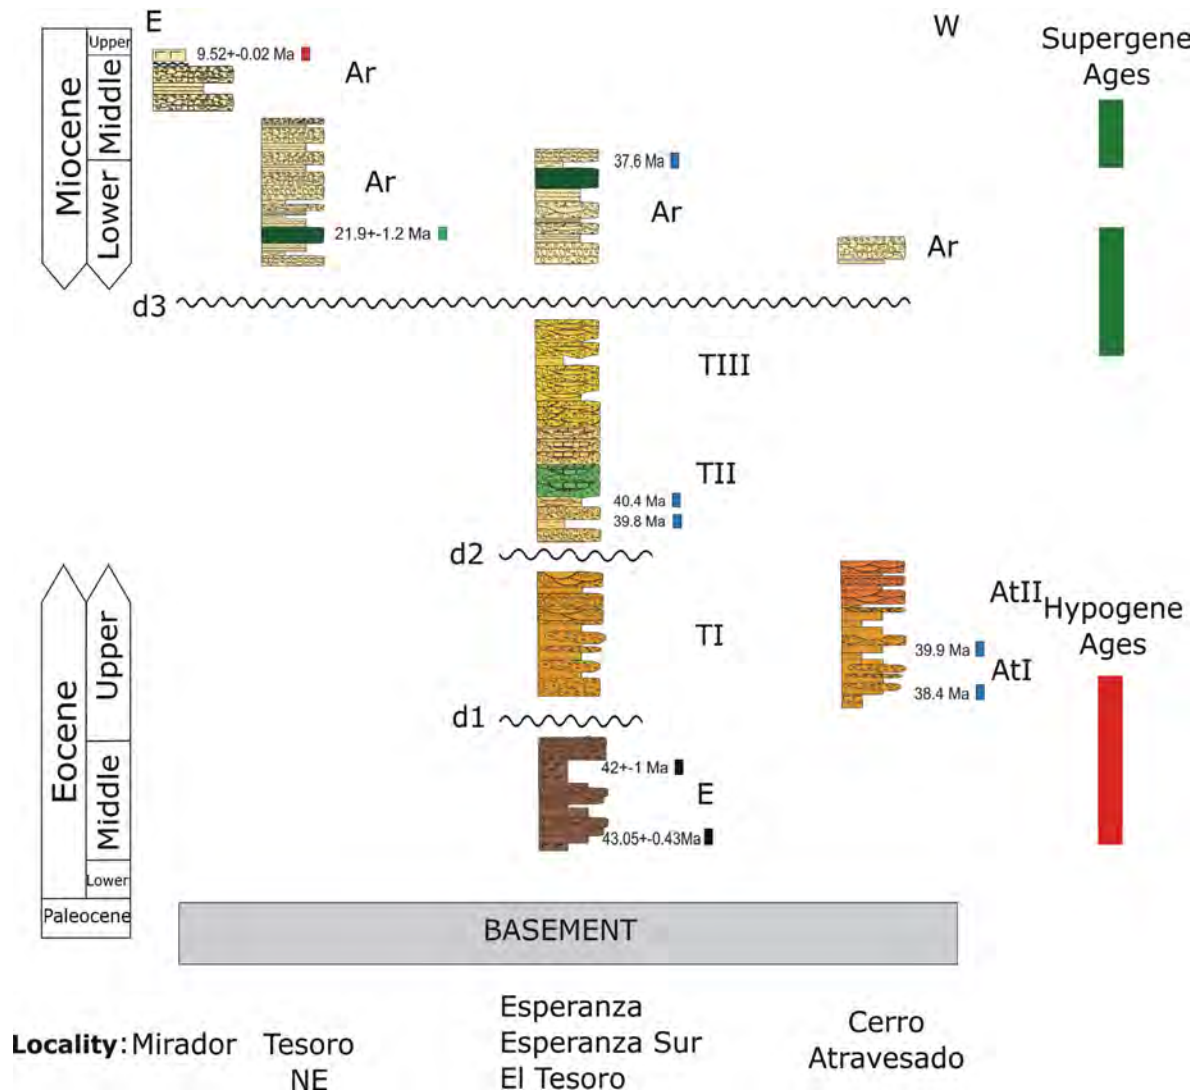 E
W
Upper
9.52+-0.02 Ma
Supergene
Ages
Miocene
Middle
Ar
Lower
Ar
37.6 Ma
Ar
21.9+-1.2 Ma
Ar
d3
TIII
TII
40.4 Ma
39.8 Ma
d2
Eocene
Upper
TI
AtII
Hypogene
Ages
39.9 Ma
AtI
38.4 Ma
d1
Middle
42+-1 Ma
E
43.05+-0.43Ma
Lower
Paleocene
BASEMENT
Locality: Mirador
Tesoro
NE
Esperanza
Esperanza Sur
El Tesoro
Cerro
Atravesado